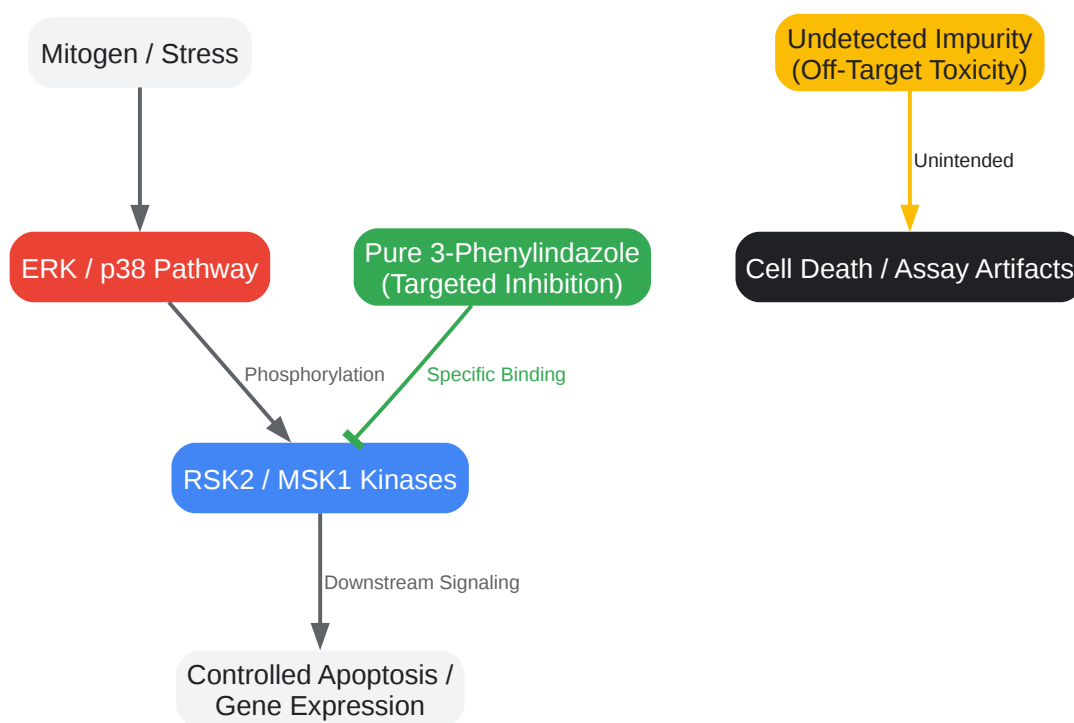 Mitogen / Stress
Undetected Impurity
(Off-Target Toxicity)
Unintended
ERK / p38 Pathway
Pure 3-Phenylindazole
(Targeted Inhibition)
Cell Death / Assay Artifacts
Phosphorylation
Specific Binding
RSK2 / MSK1 Kinases
Downstream Signaling
Controlled Apoptosis /
Gene Expression